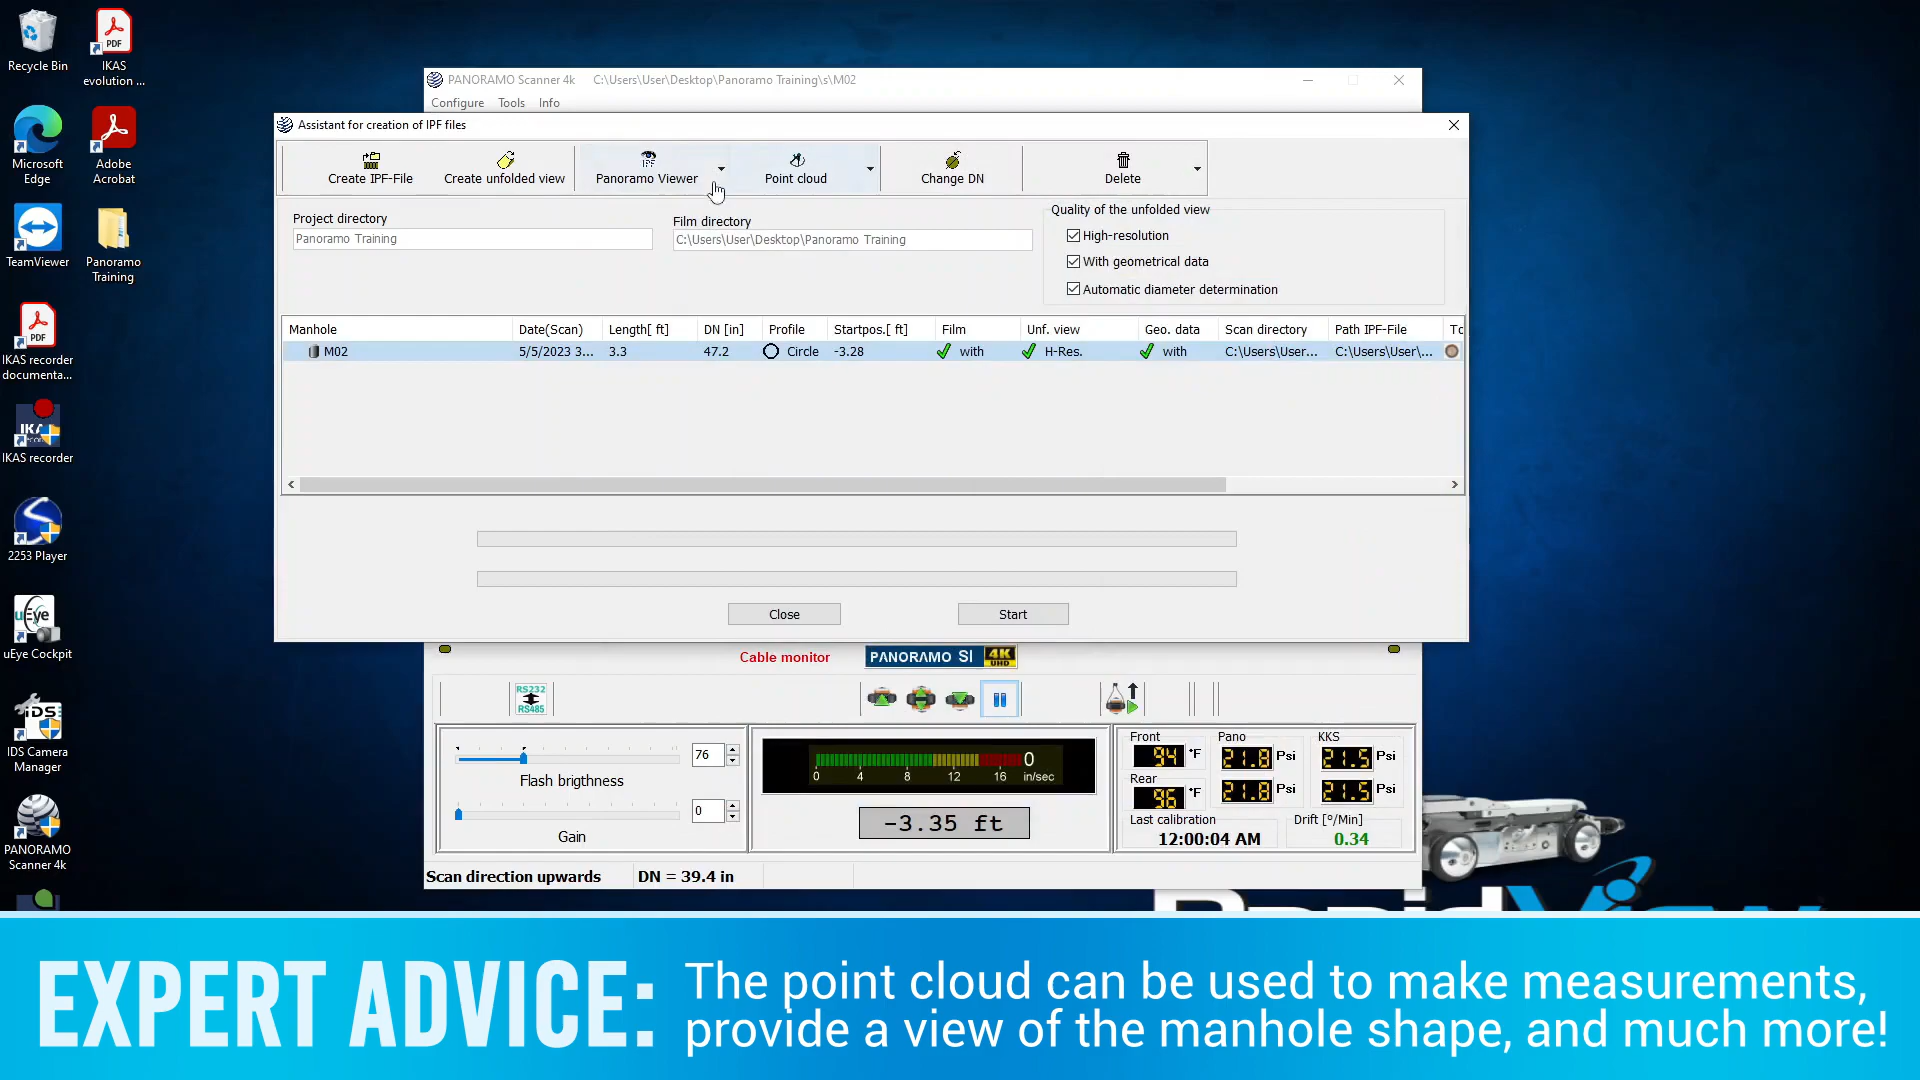 Recycle Bin
IKAS
evolution ...
Microsoft
Edge
Adobe
Acrobat
TeamViewer
Panoramo
Training
IKAS recorder
documenta...
IKAS recorder
2253 Player
uEye Cockpit
IDS Camera
Manager
PANORAMO
Scanner 4k
PANORAMO Scanner 4k C:\Users\User\Desktop\Panoramo Training\s\M02
Configure Tools Info
Assistant for creation of IPF files
Create IPF-File
Create unfolded view
Panoramo Viewer
Point cloud
Change DN
Delete
Project directory
Panoramo Training
Film directory
C:\Users\User\Desktop\Panoramo Training
Quality of the unfolded view
High-resolution
With geometrical data
Automatic diameter determination
Manhole Date(Scan) Length[ ft] DN [in] Profile Startpos.[ ft] Film Unf. view Geo. data Scan directory Path IPF-File Tc
M02 5/5/2023 3... 3.3 47.2 Circle -3.28 with H-Res. with C:\Users\User... C:\Users\User\...
Close Start
Cable monitor PANORAMO SI 4K UHD
RS232
RS485
76
Flash brigthness
0
Gain
0
0 4 8 12 16 in/sec
-3.35 ft
Front Pano KKS
94 °F 21.8 Psi 21.5 Psi
Rear
96 °F 21.8 Psi 21.5 Psi
Last calibration Drift [º/Min]
12:00:04 AM 0.34
Scan direction upwards DN = 39.4 in
EXPERT ADVICE:
The point cloud can be used to make measurements,
provide a view of the manhole shape, and much more!